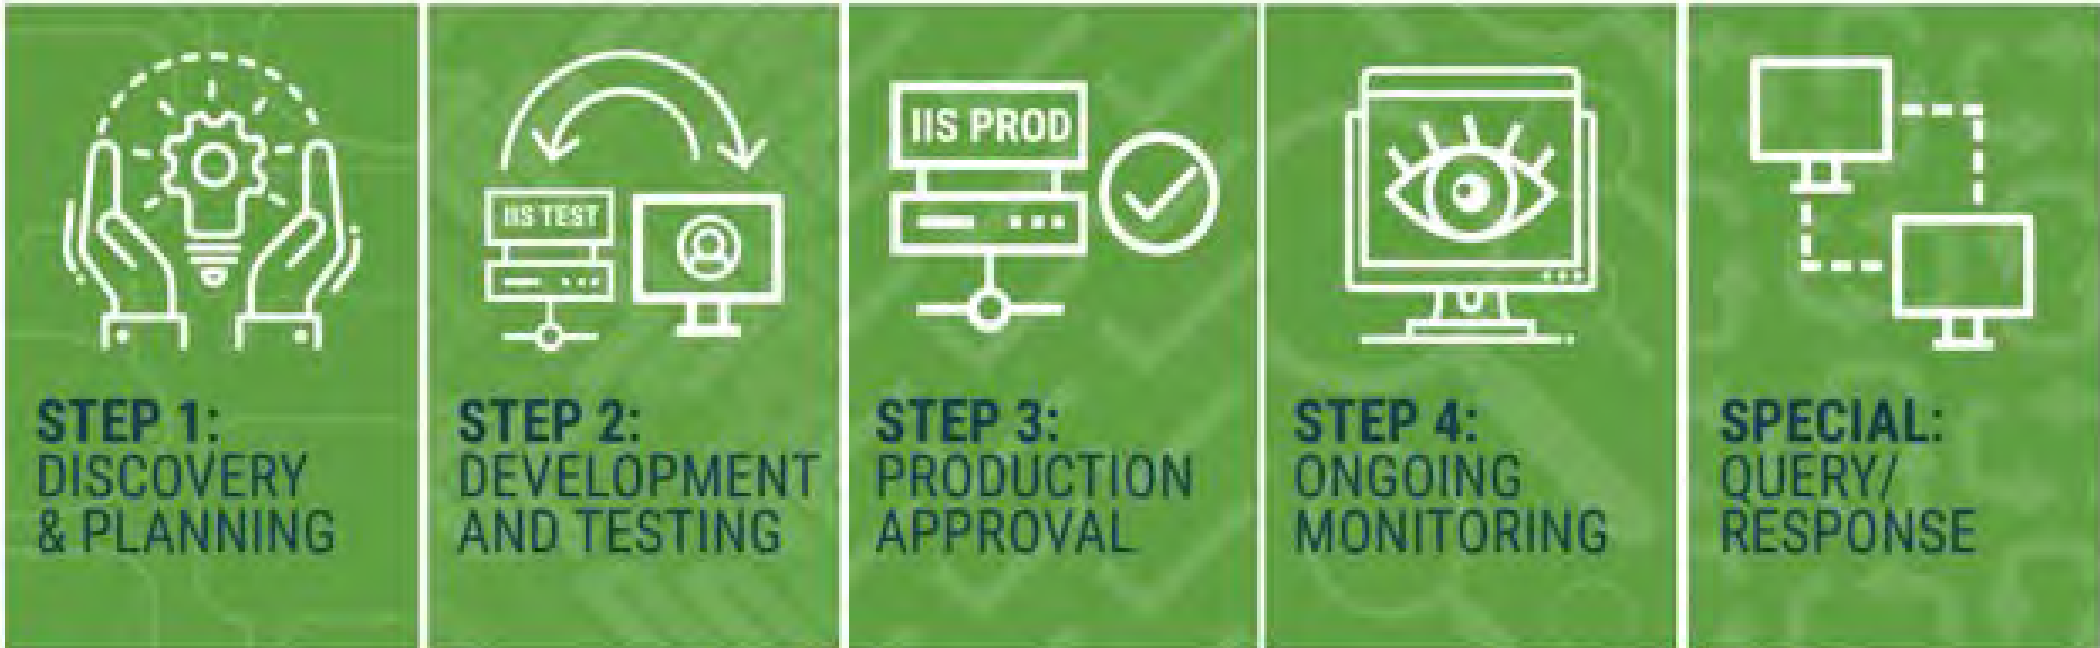 STEP 1:
DISCOVERY
& PLANNING
IIS TEST
STEP 2:
DEVELOPMENT
AND TESTING
IIS PROD
STEP 3:
PRODUCTION
APPROVAL
STEP 4:
ONGOING
MONITORING
SPECIAL:
QUERY/
RESPONSE